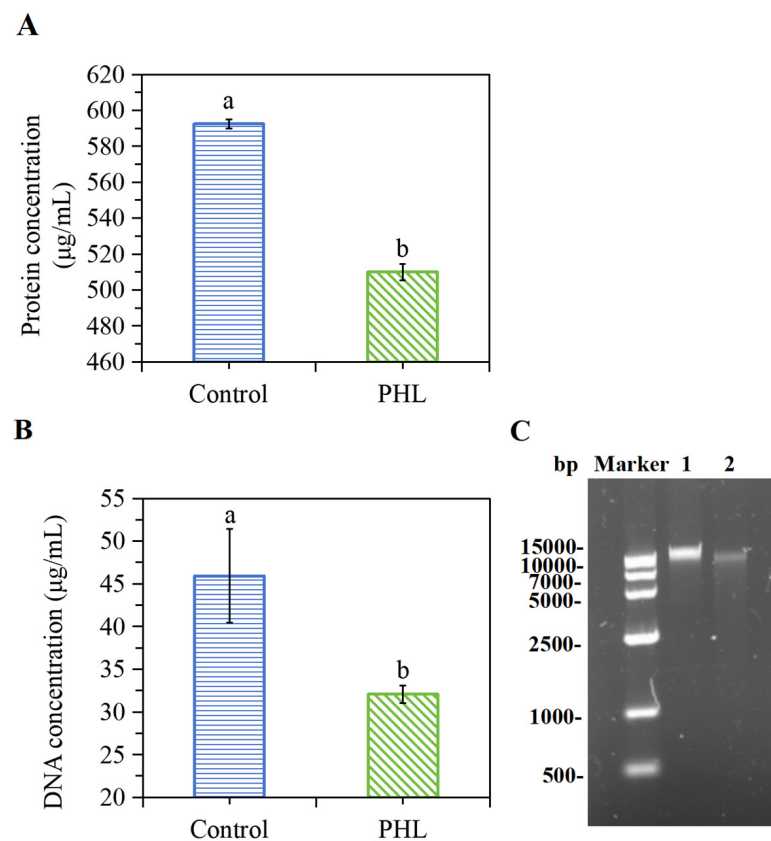 A
Protein concentration
(μg/mL)
620
600
580
560
540
520
500
480
460
a
b
Control PHL
B
DNA concentration (μg/mL)
55
50
45
40
35
30
25
20
a
b
Control PHL
C
bp Marker 1 2
15000-
10000-
7000-
5000-
2500-
1000-
500-